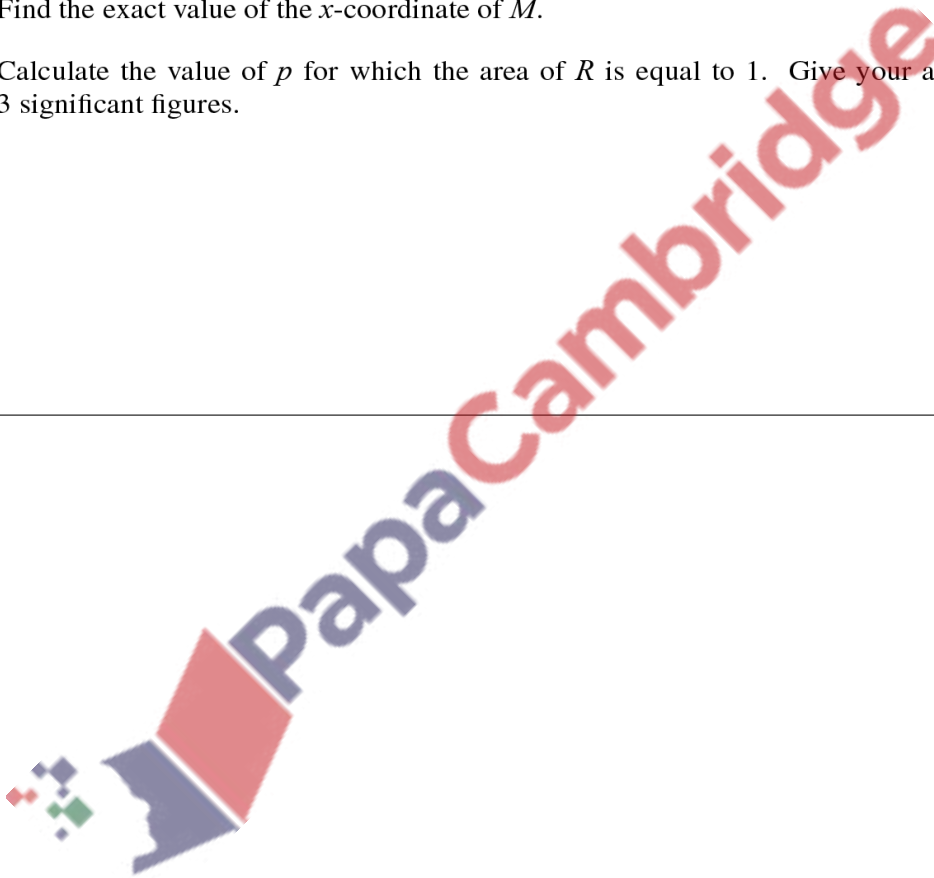 Find the exact value of the x-coordinate of M.
Calculate the value of p for which the area of R is equal to 1. Give your a
3 significant figures.
PapaCambridge